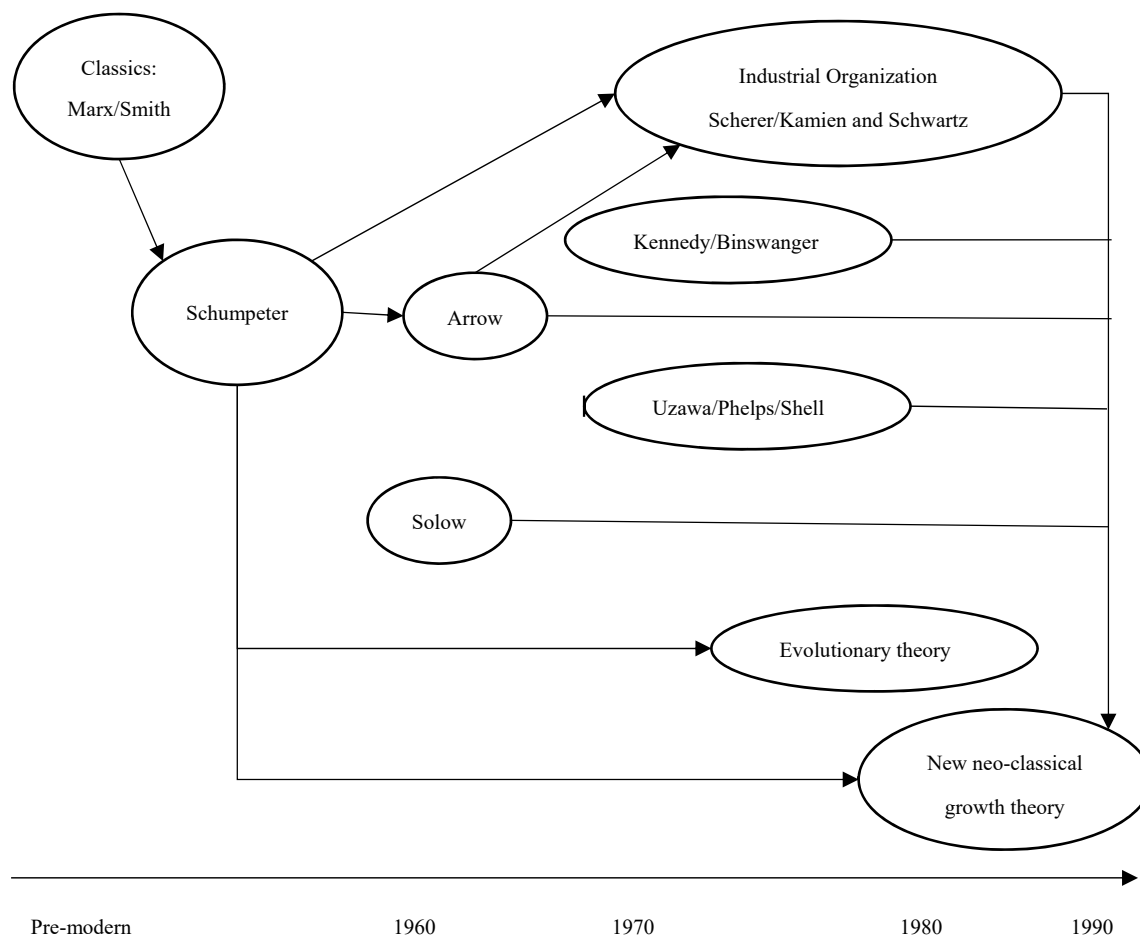 Classics:
Marx/Smith
Industrial Organization
Scherer/Kamien and Schwartz
Kennedy/Binswanger
Schumpeter
Arrow
Uzawa/Phelps/Shell
Solow
Evolutionary theory
New neo-classical
growth theory
Pre-modern 1960 1970 1980 1990